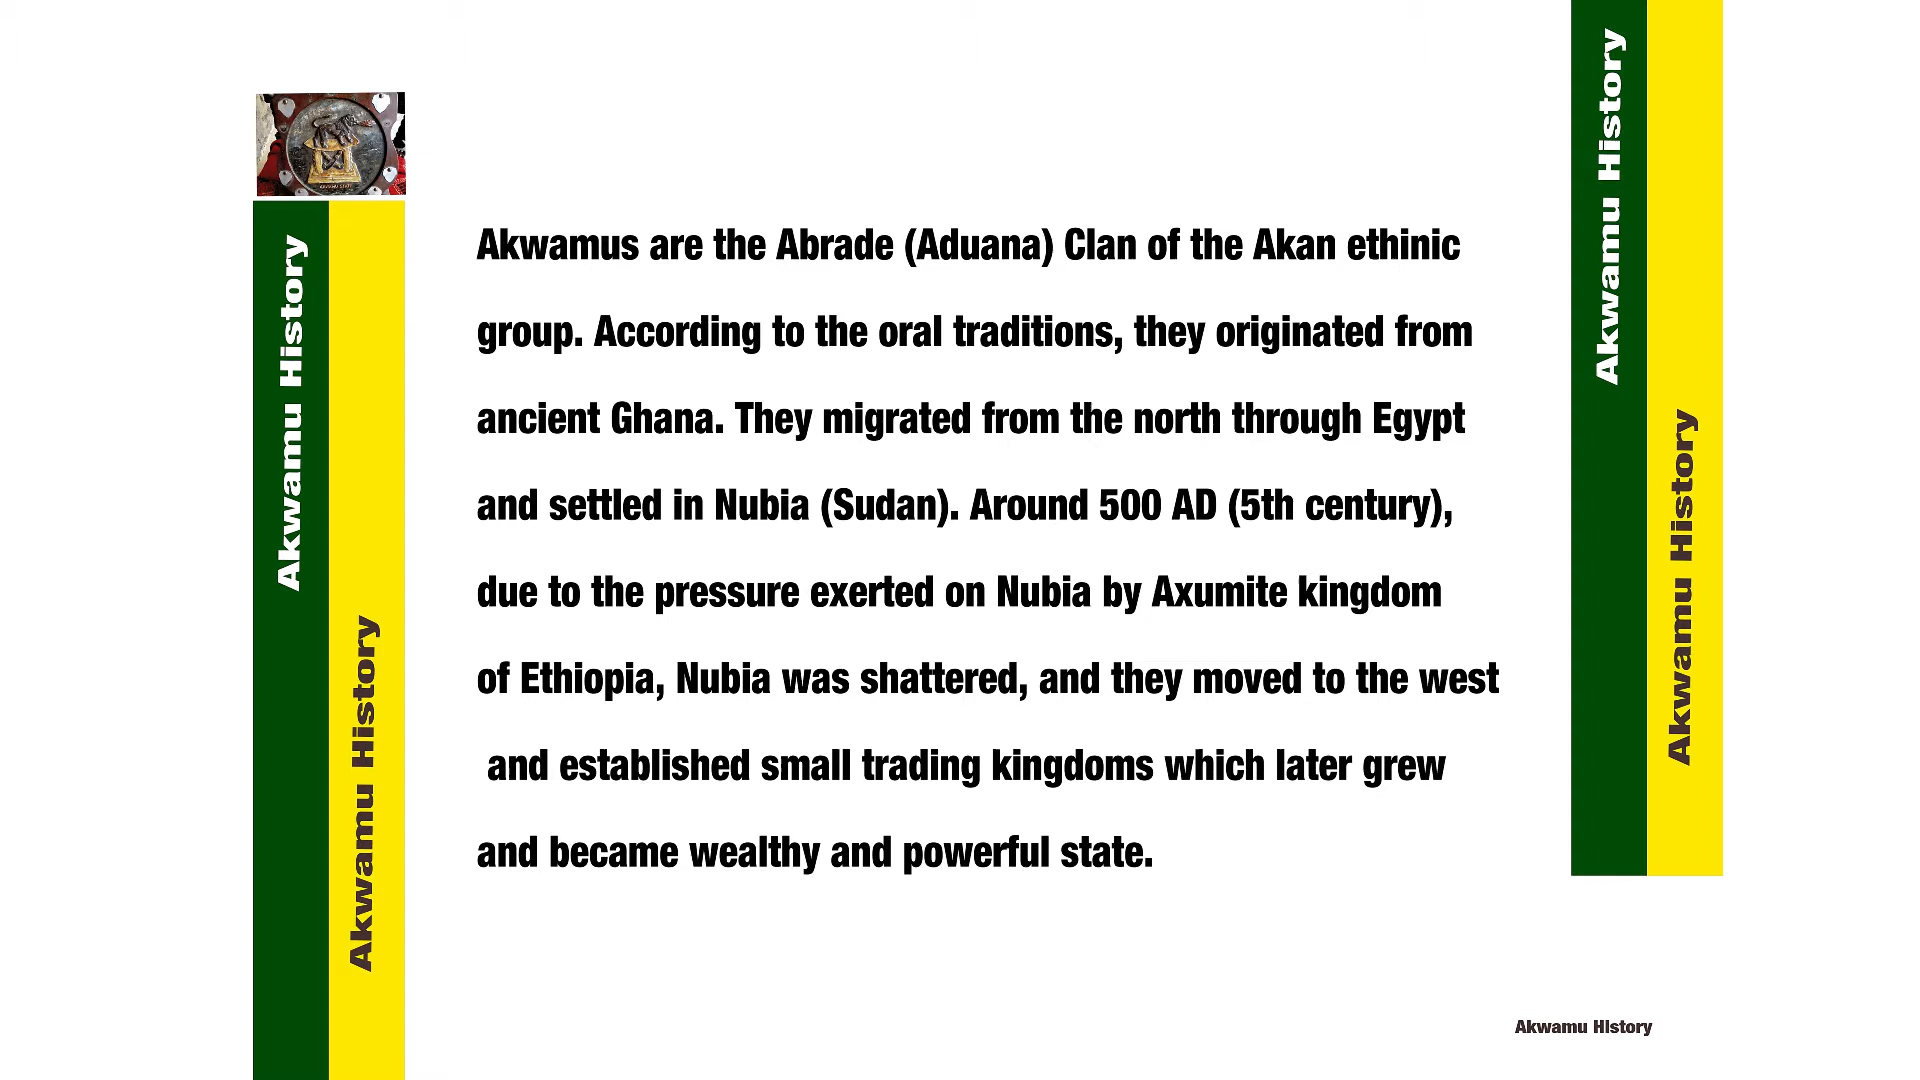 Akwamu History
Akwamu History
Akwamus are the Abrade (Aduana) Clan of the Akan ethinic
group. According to the oral traditions, they originated from
ancient Ghana. They migrated from the north through Egypt
and settled in Nubia (Sudan). Around 500 AD (5th century),
due to the pressure exerted on Nubia by Axumite kingdom
of Ethiopia, Nubia was shattered, and they moved to the west
and established small trading kingdoms which later grew
and became wealthy and powerful state.
Akwamu History
Akwamu History
Akwamu History